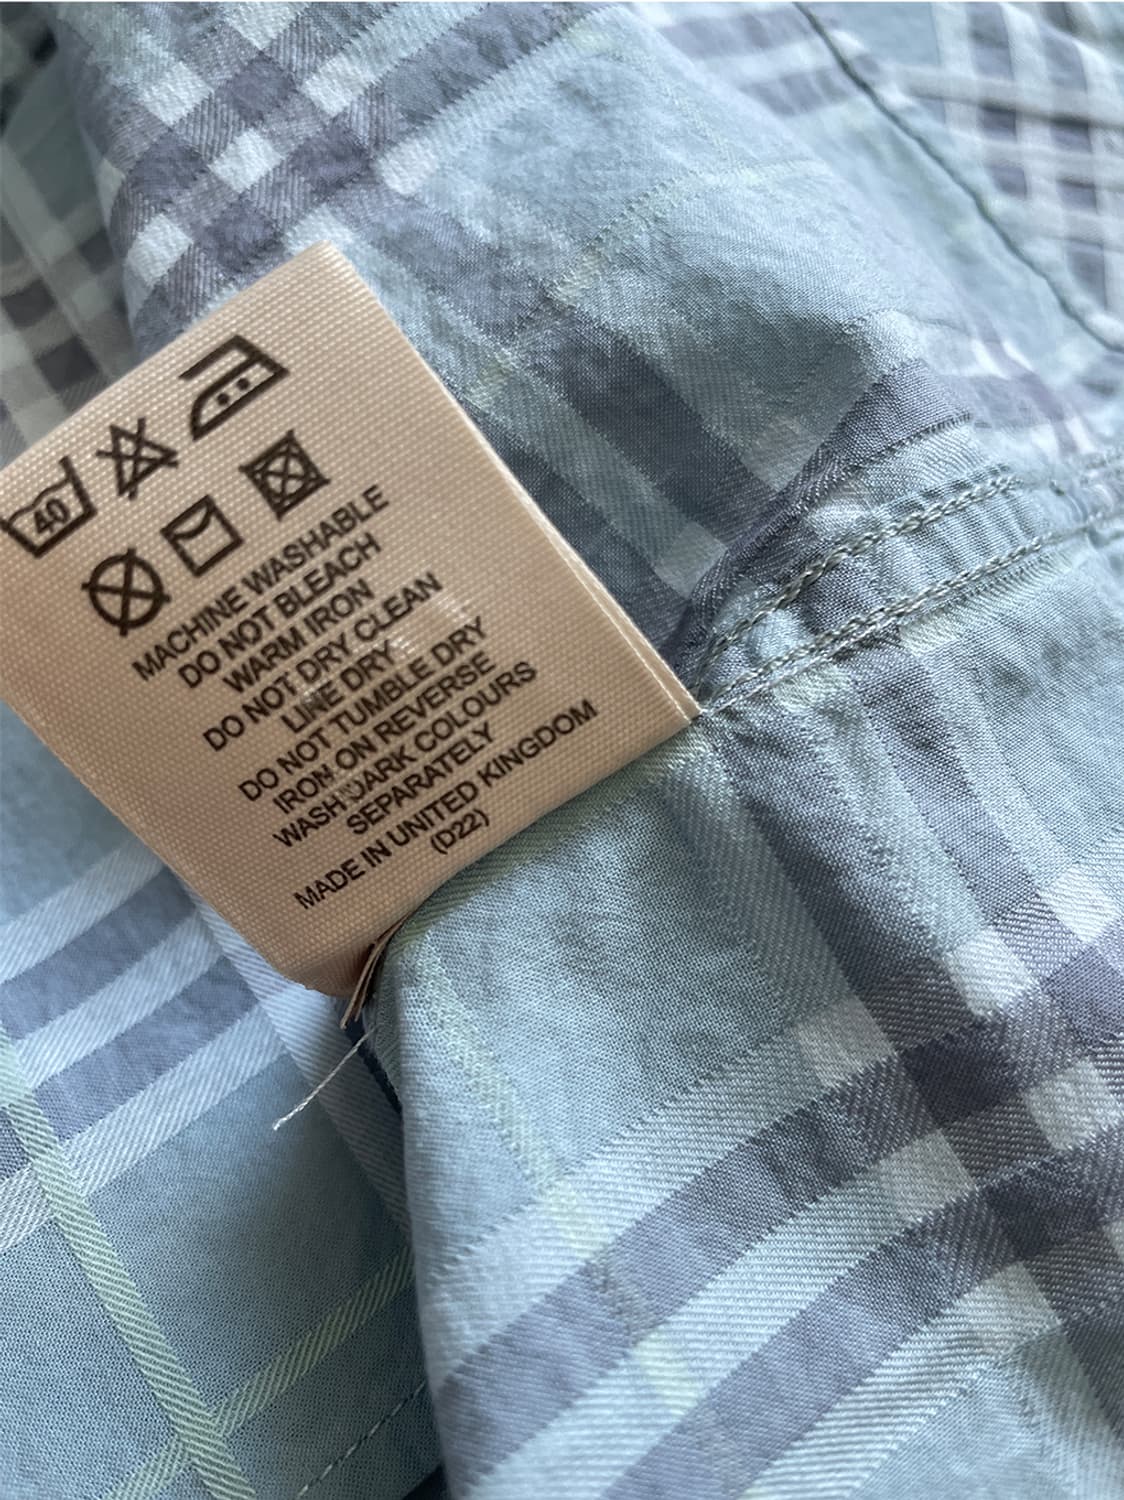 40
MACHINE WASHABLE
DO NOT BLEACH
WARM IRON
DO NOT DRY CLEAN
LINE DRY
DO NOT TUMBLE DRY
IRON ON REVERSE
WASH DARK COLOURS
SEPARATELY
MADE IN UNITED KINGDOM
(D22)